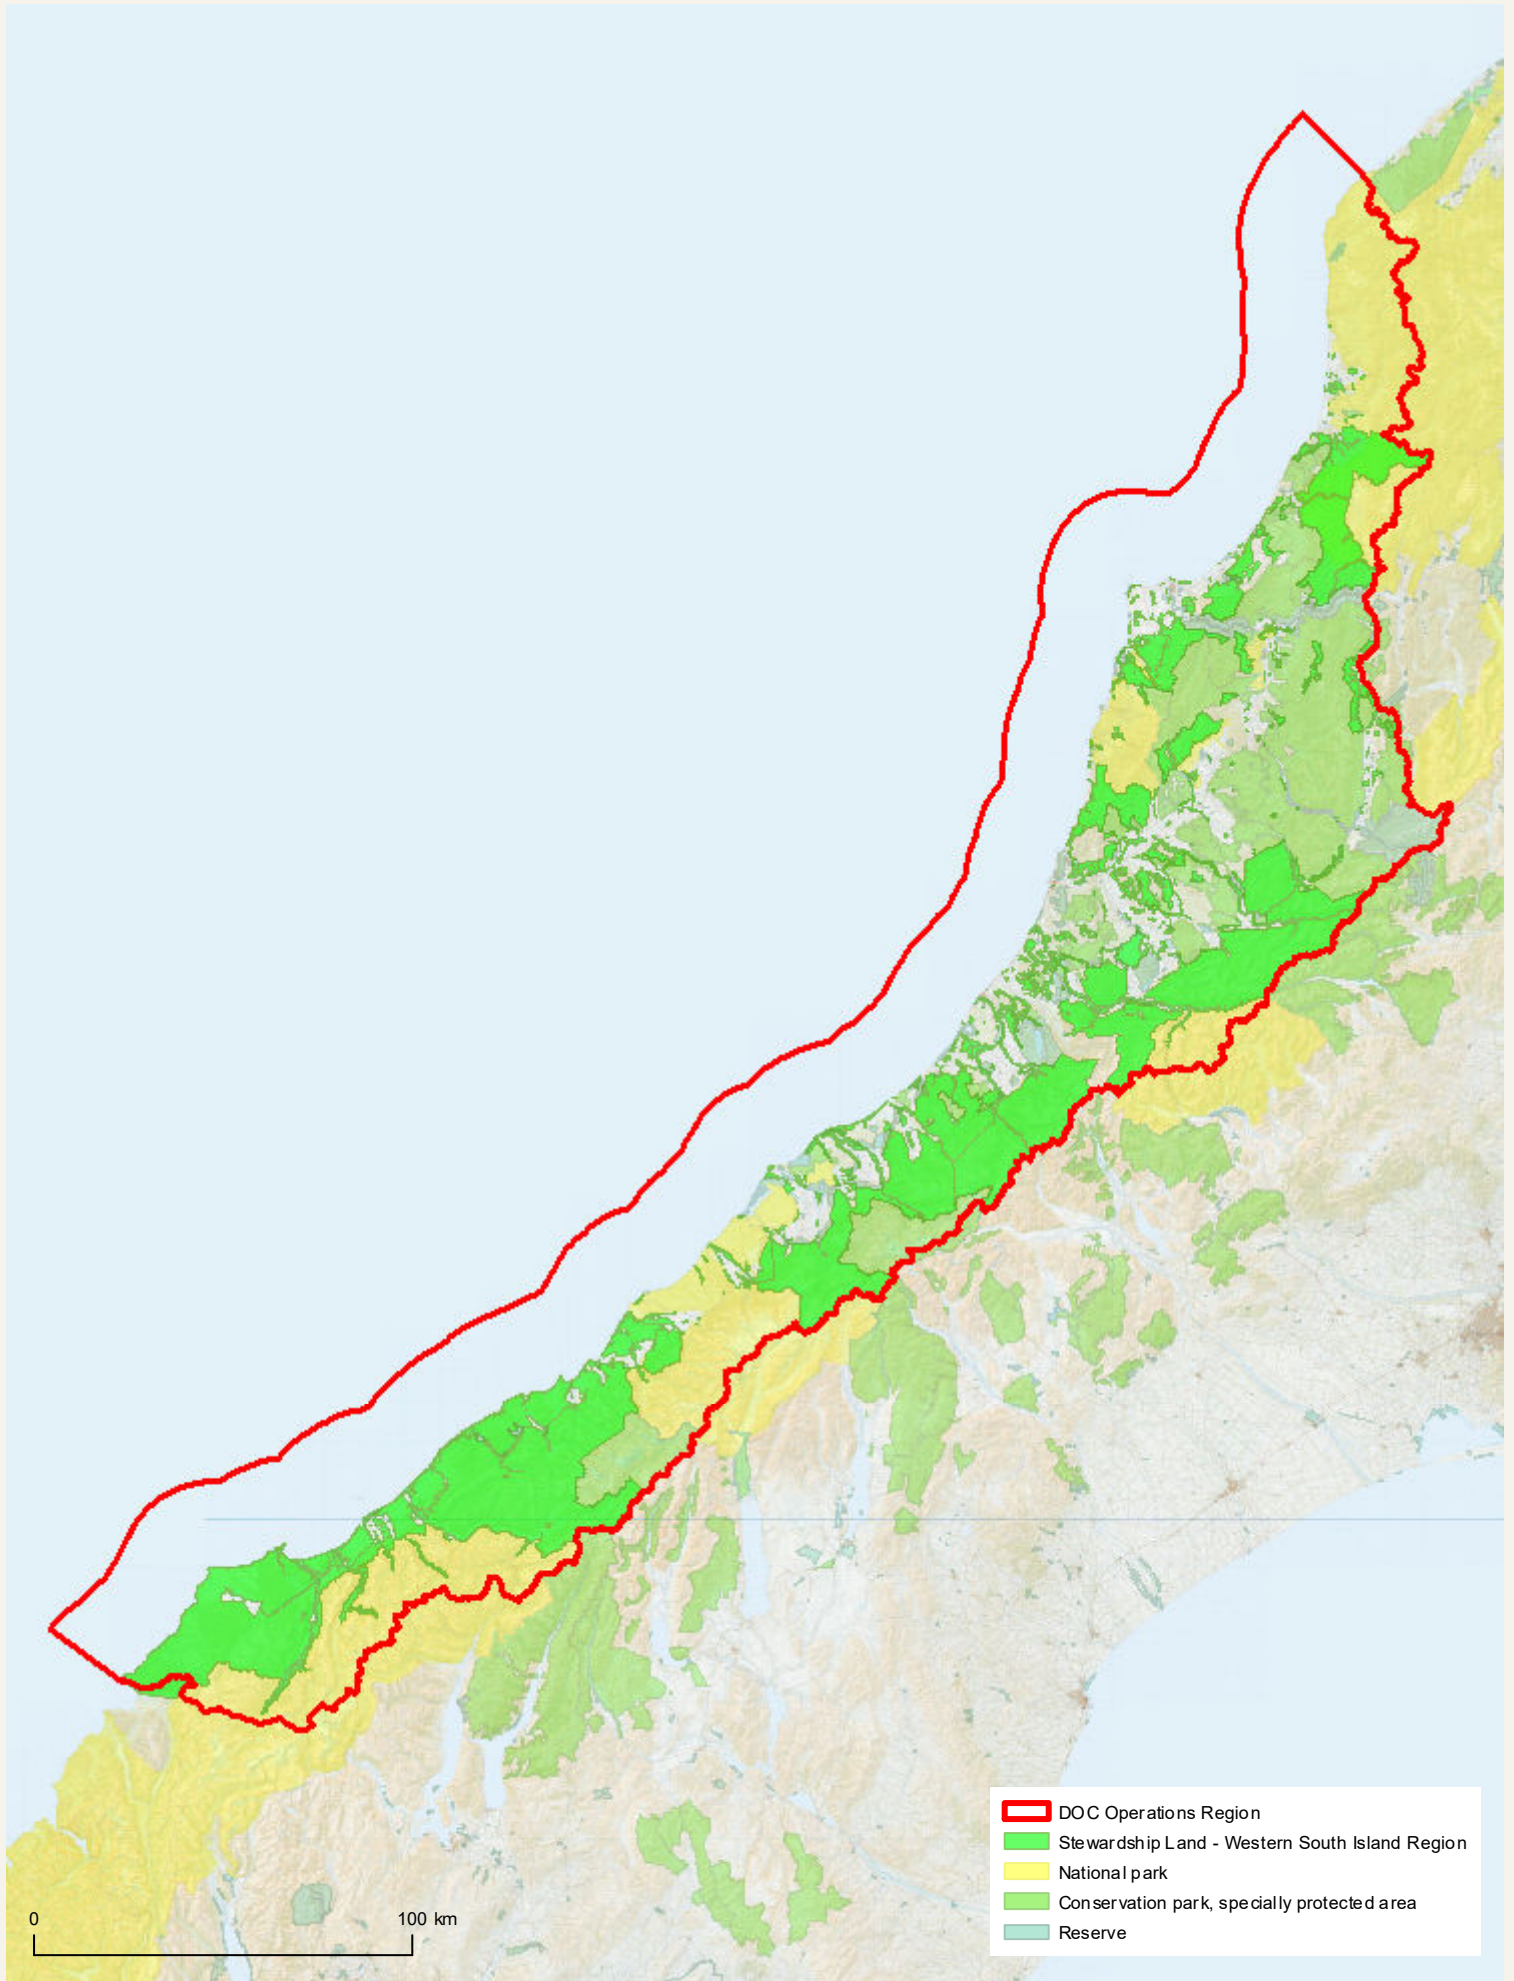 DOC Operations Region
Stewardship Land - Western South Island Region
National park
Conservation park, specially protected area
Reserve
0 100 km